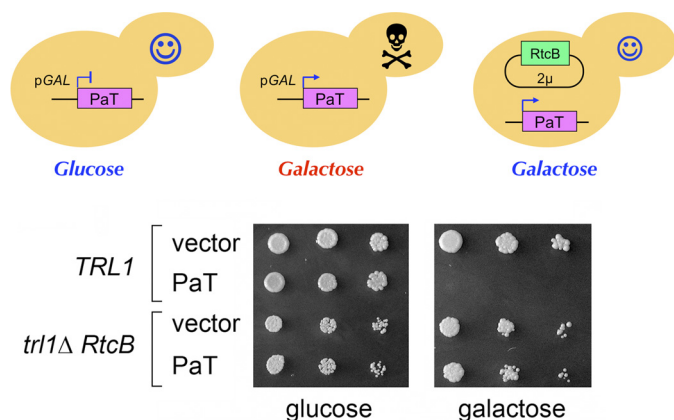 pGAL
PaT
Glucose
pGAL
PaT
Galactose
RtcB
2µ
PaT
Galactose
TRL1
vector
PaT
trl1Δ RtcB
vector
PaT
glucose
galactose